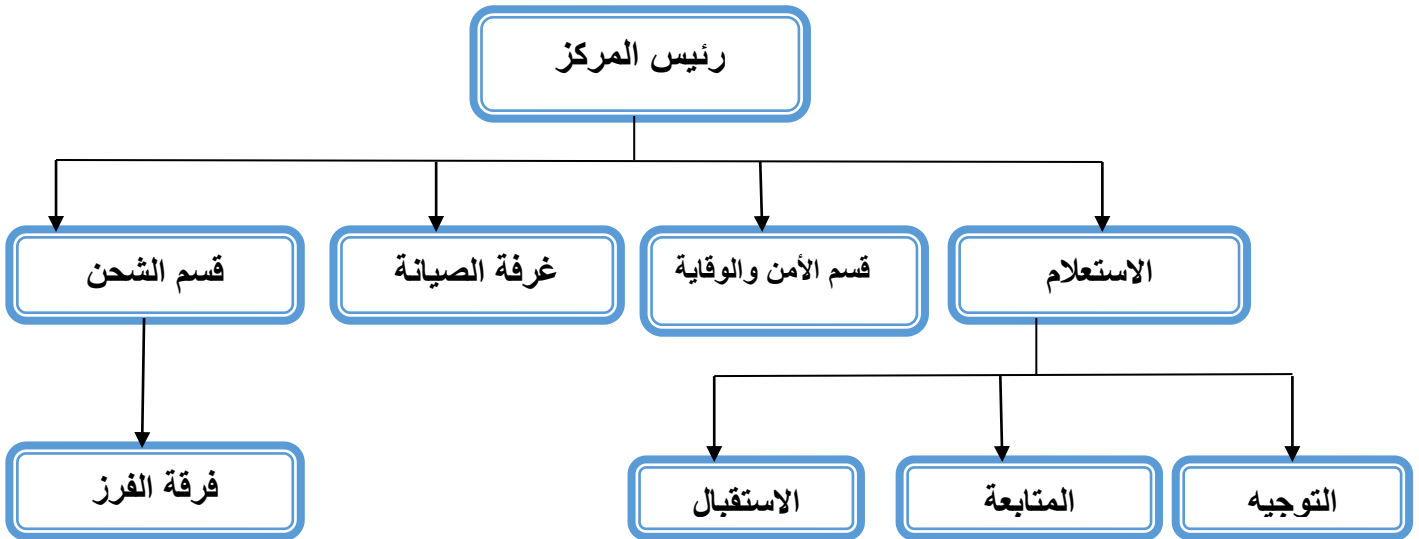 رئيس المركز
الاستعلام
قسم الأمن والوقاية
غرفة الصيانة
قسم الشحن
التوجيه
المتابعة
الاستقبال
فرقة الفرز